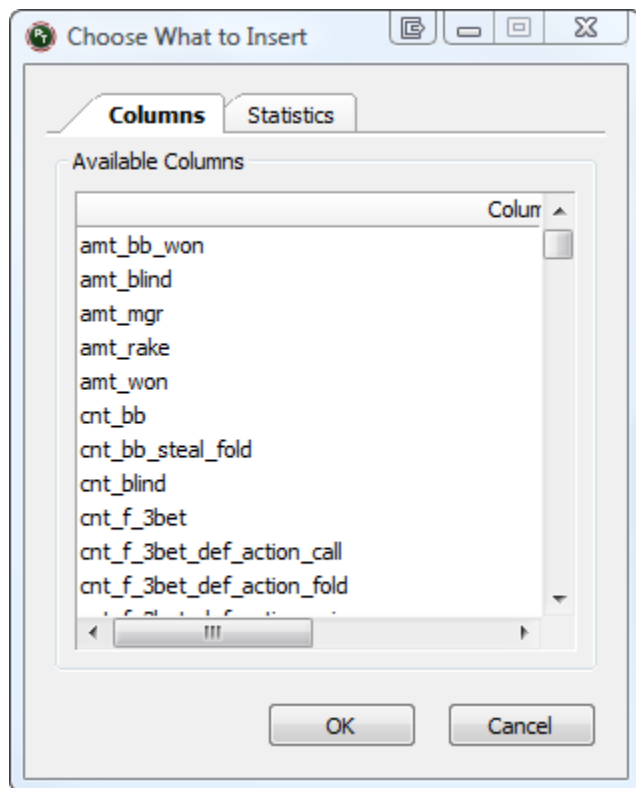 Choose What to Insert
Columns Statistics
Available Columns
Colum
amt_bb_won
amt_blind
amt_mgr
amt_rake
amt_won
cnt_bb
cnt_bb_steal_fold
cnt_blind
cnt_f_3bet
cnt_f_3bet_def_action_call
cnt_f_3bet_def_action_fold
OK Cancel